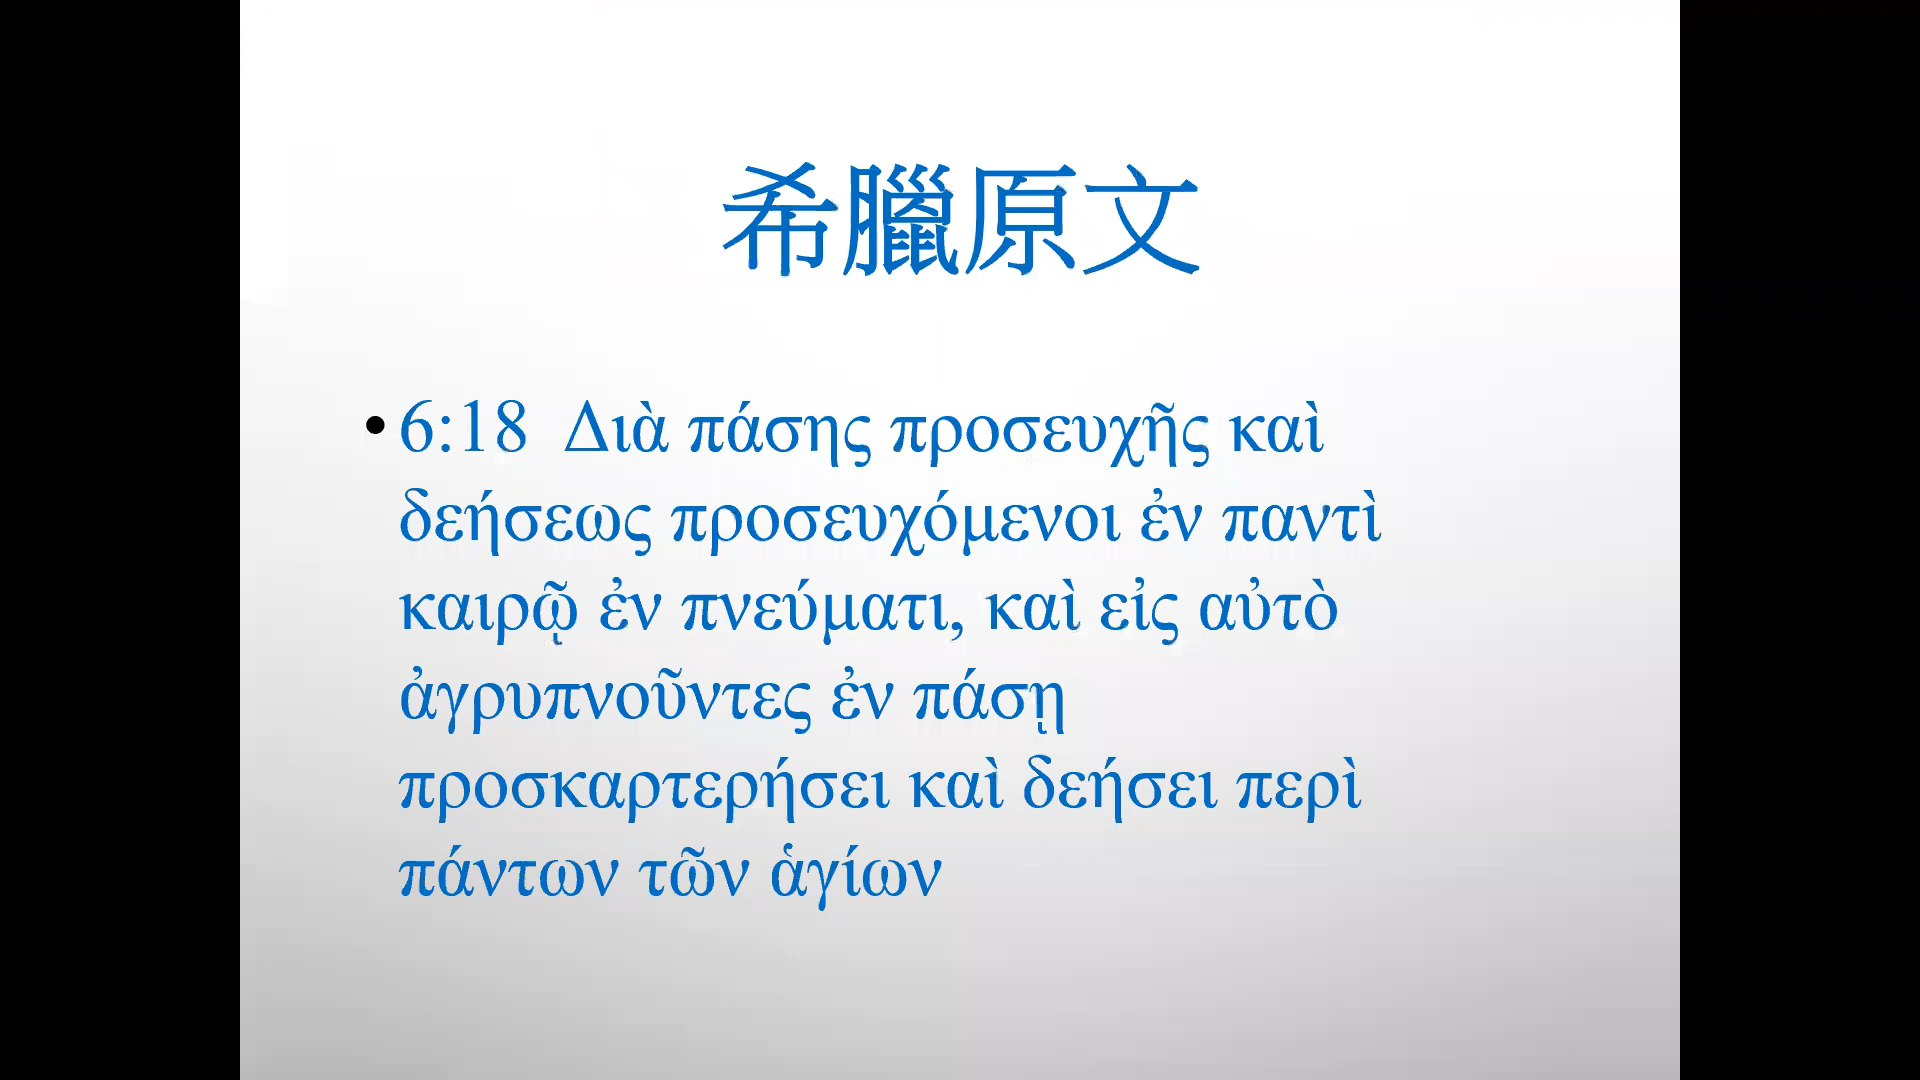 希臘原文
• 6:18 Διὰ πάσης προσευχῆς καὶ
δεήσεως προσευχόμενοι ἐν παντὶ
καιρῷ ἐν πνεύματι, καὶ εἰς αὐτὸ
ἀγρυπνοῦντες ἐν πάσῃ
προσκαρτερήσει καὶ δεήσει περὶ
πάντων τῶν ἁγίων